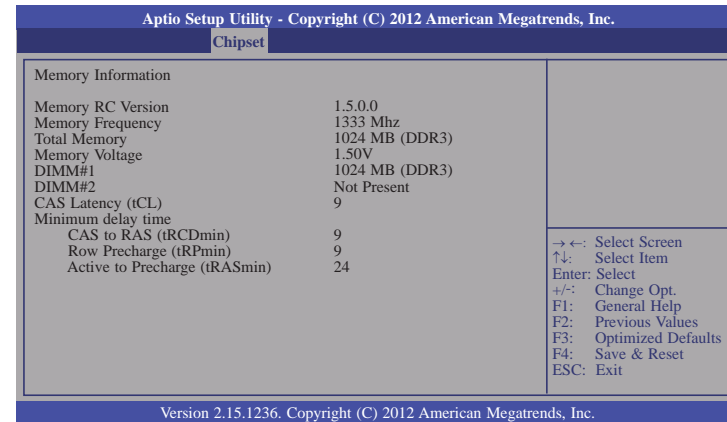 Aptio Setup Utility - Copyright (C) 2012 American Megatrends, Inc.
Chipset
Memory Information
Memory RC Version 1.5.0.0
Memory Frequency 1333 Mhz
Total Memory 1024 MB (DDR3)
Memory Voltage 1.50V
DIMM#1 1024 MB (DDR3)
DIMM#2 Not Present
CAS Latency (tCL) 9
Minimum delay time
CAS to RAS (tRCDmin) 9
Row Precharge (tRPmin) 9
Active to Precharge (tRASmin) 24
→←: Select Screen
↑↓: Select Item
Enter: Select
+/-: Change Opt.
F1: General Help
F2: Previous Values
F3: Optimized Defaults
F4: Save & Reset
ESC: Exit
Version 2.15.1236. Copyright (C) 2012 American Megatrends, Inc.